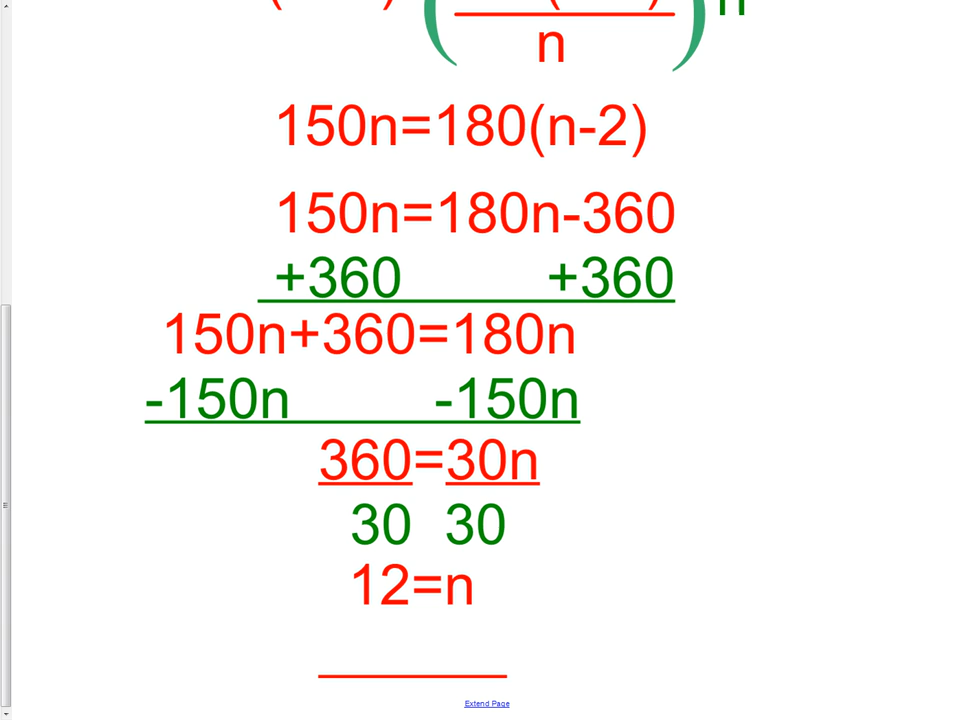 n
n
150n=180(n-2)
150n=180n-360
+360 +360
150n+360=180n
-150n -150n
360=30n
30 30
12=n
Extend Page